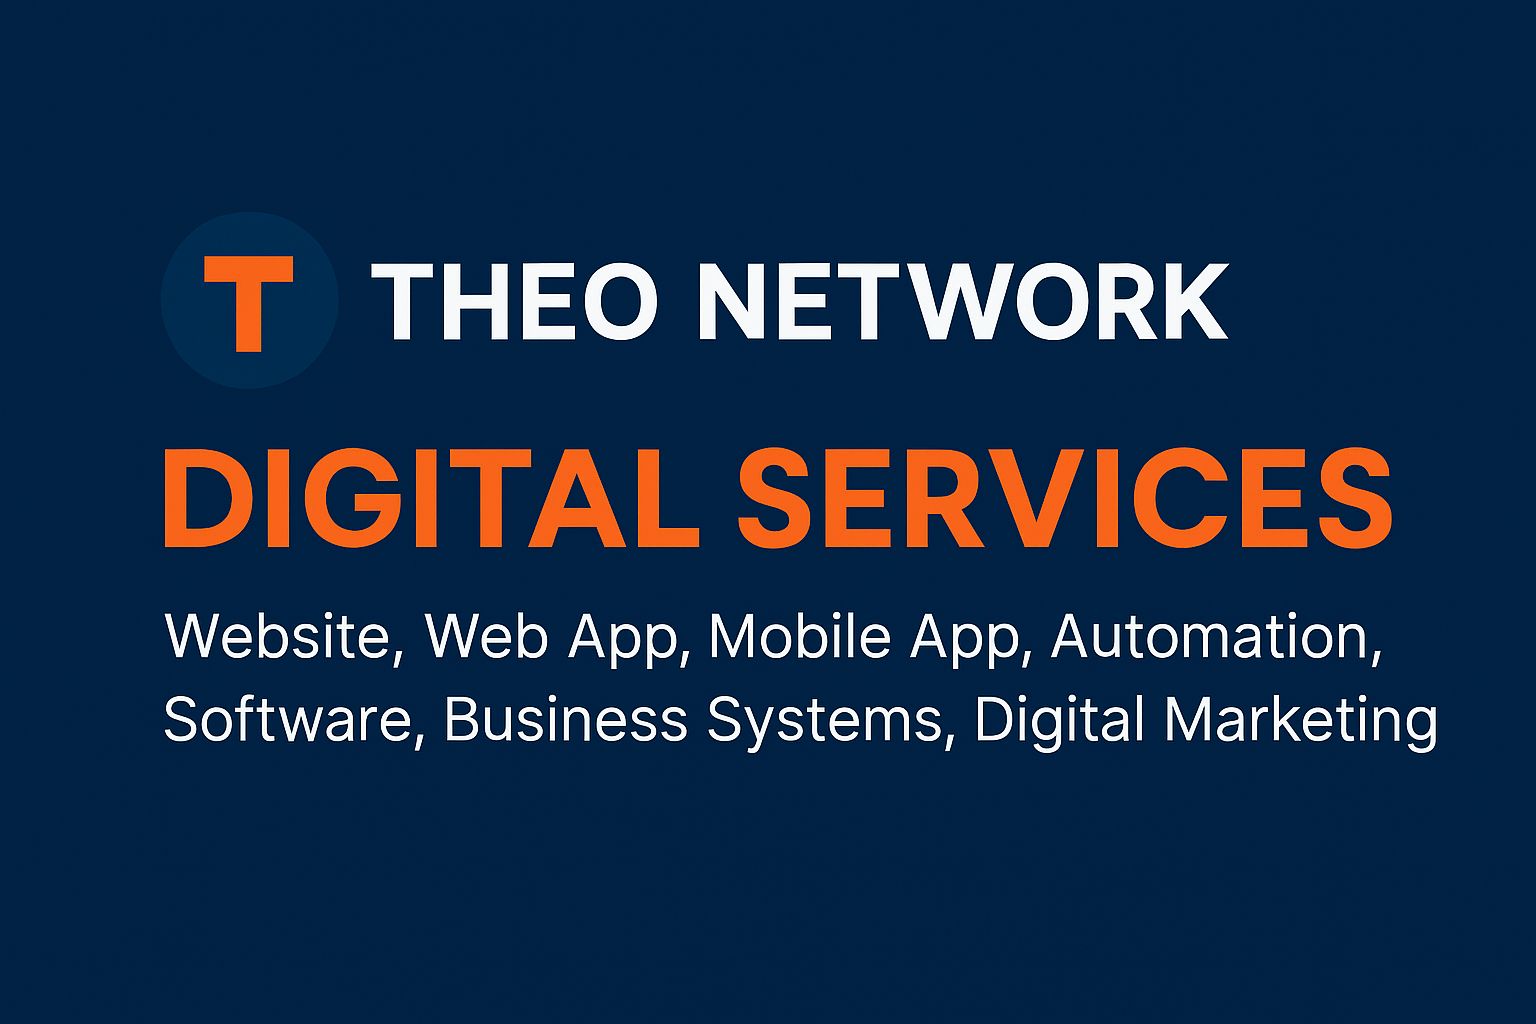 T THEO NETWORK
DIGITAL SERVICES
Website, Web App, Mobile App, Automation,
Software, Business Systems, Digital Marketing